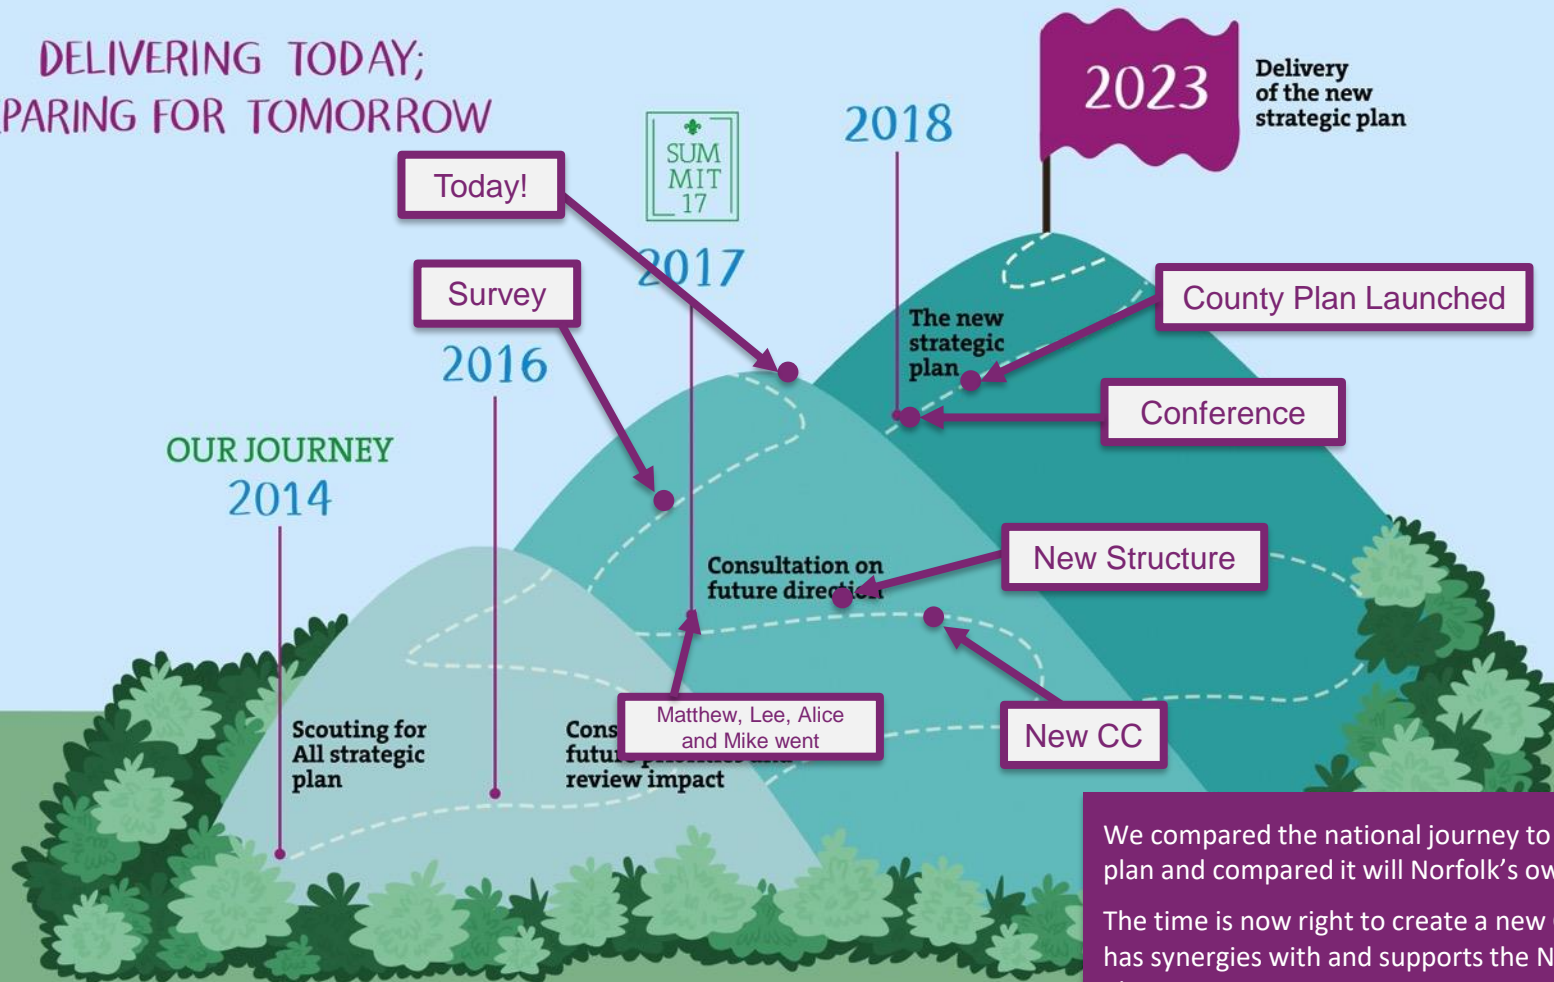 DELIVERING TODAY;
PARING FOR TOMORROW
SUM
MIT
17
2018
2023
Delivery
of the new
strategic plan
Today!
2017
Survey
County Plan Launched
2016
The new
strategic
plan
Conference
OUR JOURNEY
2014
Consultation on
future direction
New Structure
Matthew, Lee, Alice
and Mike went
New CC
Scouting for
All strategic
plan
Cons
futu
review impact
We compared the national journey to
plan and compared it will Norfolk's ow
The time is now right to create a new
has synergies with and supports the N